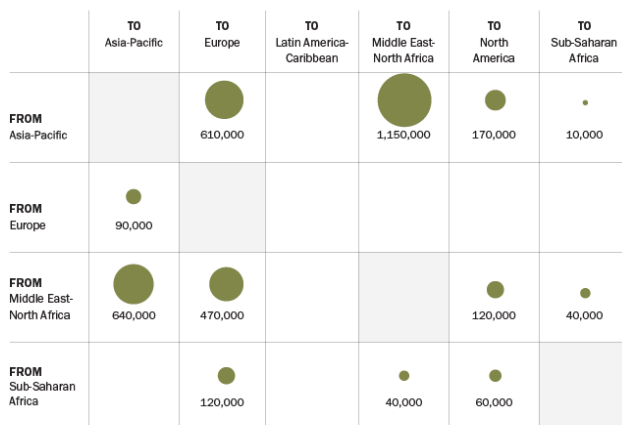 TO
Asia-Pacific
TO
Europe
TO
Latin America-
Caribbean
TO
Middle East-
North Africa
TO
North
America
TO
Sub-Saharan
Africa
FROM
Asia-Pacific
610,000
1,150,000
170,000
10,000
FROM
Europe
90,000
FROM
Middle East-
North Africa
640,000
470,000
120,000
40,000
FROM
Sub-Saharan
Africa
120,000
40,000
60,000